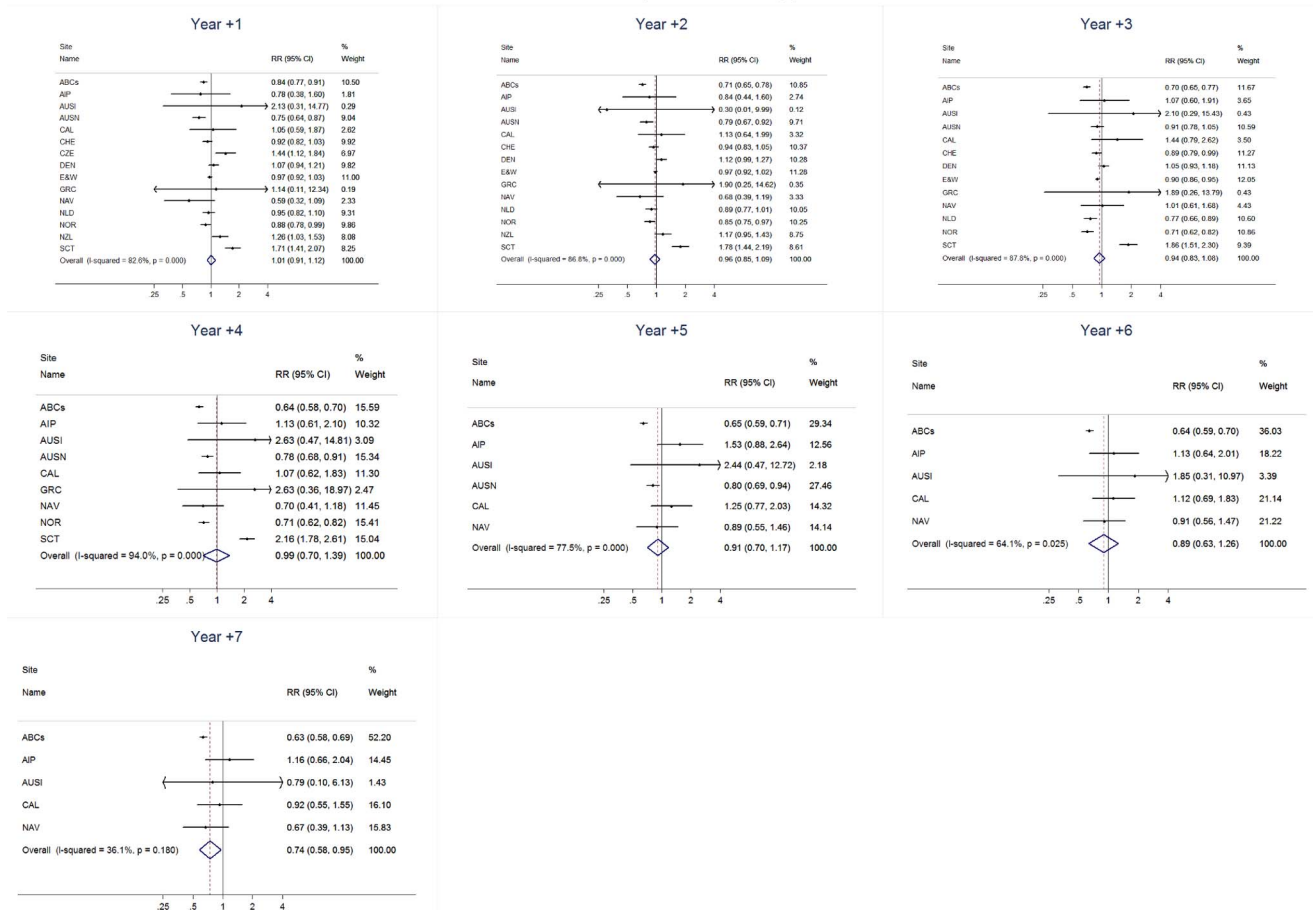 Year +1
Site %
Name RR (95% CI) Weight
ABCs 0.84 (0.77, 0.91) 10.50
AIP 0.78 (0.38, 1.60) 1.81
AUSI 2.13 (0.31, 14.77) 0.29
AUSN 0.75 (0.64, 0.87) 9.04
CAL 1.05 (0.59, 1.87) 2.62
CHE 0.92 (0.82, 1.03) 9.92
CZE 1.44 (1.12, 1.84) 6.97
DEN 1.07 (0.94, 1.21) 9.82
E&W 0.97 (0.92, 1.03) 11.00
GRC 1.14 (0.11, 12.34) 0.19
NAV 0.59 (0.32, 1.09) 2.33
NLD 0.95 (0.82, 1.10) 9.31
NOR 0.88 (0.78, 0.99) 9.86
NZL 1.26 (1.03, 1.53) 8.08
SCT 1.71 (1.41, 2.07) 8.25
Overall (I-squared = 82.6%, p = 0.000) 1.01 (0.91, 1.12) 100.00
.25 .5 1 2 4
Year +2
Site %
Name RR (95% CI) Weight
ABCs 0.71 (0.65, 0.78) 10.85
AIP 0.84 (0.44, 1.60) 2.74
AUSI 0.30 (0.01, 9.99) 0.12
AUSN 0.79 (0.67, 0.92) 9.71
CAL 1.13 (0.64, 1.99) 3.32
CHE 0.94 (0.83, 1.05) 10.37
DEN 1.12 (0.99, 1.27) 10.28
E&W 0.97 (0.92, 1.02) 11.28
GRC 1.90 (0.25, 14.62) 0.35
NAV 0.68 (0.39, 1.19) 3.33
NLD 0.89 (0.77, 1.01) 10.05
NOR 0.85 (0.75, 0.97) 10.25
NZL 1.17 (0.95, 1.43) 8.75
SCT 1.78 (1.44, 2.19) 8.61
Overall (I-squared = 86.8%, p = 0.000) 0.96 (0.85, 1.09) 100.00
.25 .5 1 2 4
Year +3
Site %
Name RR (95% CI) Weight
ABCs 0.70 (0.65, 0.77) 11.67
AIP 1.07 (0.60, 1.91) 3.65
AUSI 2.10 (0.29, 15.43) 0.43
AUSN 0.91 (0.78, 1.05) 10.59
CAL 1.44 (0.79, 2.62) 3.50
CHE 0.89 (0.79, 0.99) 11.27
DEN 1.05 (0.93, 1.18) 11.13
E&W 0.90 (0.86, 0.95) 12.05
GRC 1.89 (0.26, 13.79) 0.43
NAV 1.01 (0.61, 1.68) 4.43
NLD 0.77 (0.66, 0.89) 10.60
NOR 0.71 (0.62, 0.82) 10.86
SCT 1.86 (1.51, 2.30) 9.39
Overall (I-squared = 87.8%, p = 0.000) 0.94 (0.83, 1.08) 100.00
.25 .5 1 2 4
Year +4
Site %
Name RR (95% CI) Weight
ABCs 0.64 (0.58, 0.70) 15.59
AIP 1.13 (0.61, 2.10) 10.32
AUSI 2.63 (0.47, 14.81) 3.09
AUSN 0.78 (0.68, 0.91) 15.34
CAL 1.07 (0.62, 1.83) 11.30
GRC 2.63 (0.36, 18.97) 2.47
NAV 0.70 (0.41, 1.18) 11.45
NOR 0.71 (0.62, 0.82) 15.41
SCT 2.16 (1.78, 2.61) 15.04
Overall (I-squared = 94.0%, p = 0.000) 0.99 (0.70, 1.39) 100.00
.25 .5 1 2 4
Year +5
Site %
Name RR (95% CI) Weight
ABCs 0.65 (0.59, 0.71) 29.34
AIP 1.53 (0.88, 2.64) 12.56
AUSI 2.44 (0.47, 12.72) 2.18
AUSN 0.80 (0.69, 0.94) 27.46
CAL 1.25 (0.77, 2.03) 14.32
NAV 0.89 (0.55, 1.46) 14.14
Overall (I-squared = 77.5%, p = 0.000) 0.91 (0.70, 1.17) 100.00
.25 .5 1 2 4
Year +6
Site %
Name RR (95% CI) Weight
ABCs 0.64 (0.59, 0.70) 36.03
AIP 1.13 (0.64, 2.01) 18.22
AUSI 1.85 (0.31, 10.97) 3.39
CAL 1.12 (0.69, 1.83) 21.14
NAV 0.91 (0.56, 1.47) 21.22
Overall (I-squared = 64.1%, p = 0.025) 0.89 (0.63, 1.26) 100.00
.25 .5 1 2 4
Year +7
Site %
Name RR (95% CI) Weight
ABCs 0.63 (0.58, 0.69) 52.20
AIP 1.16 (0.66, 2.04) 14.45
AUSI 0.79 (0.10, 6.13) 1.43
CAL 0.92 (0.55, 1.55) 16.10
NAV 0.67 (0.39, 1.13) 15.83
Overall (I-squared = 36.1%, p = 0.180) 0.74 (0.58, 0.95) 100.00
.25 .5 1 2 4